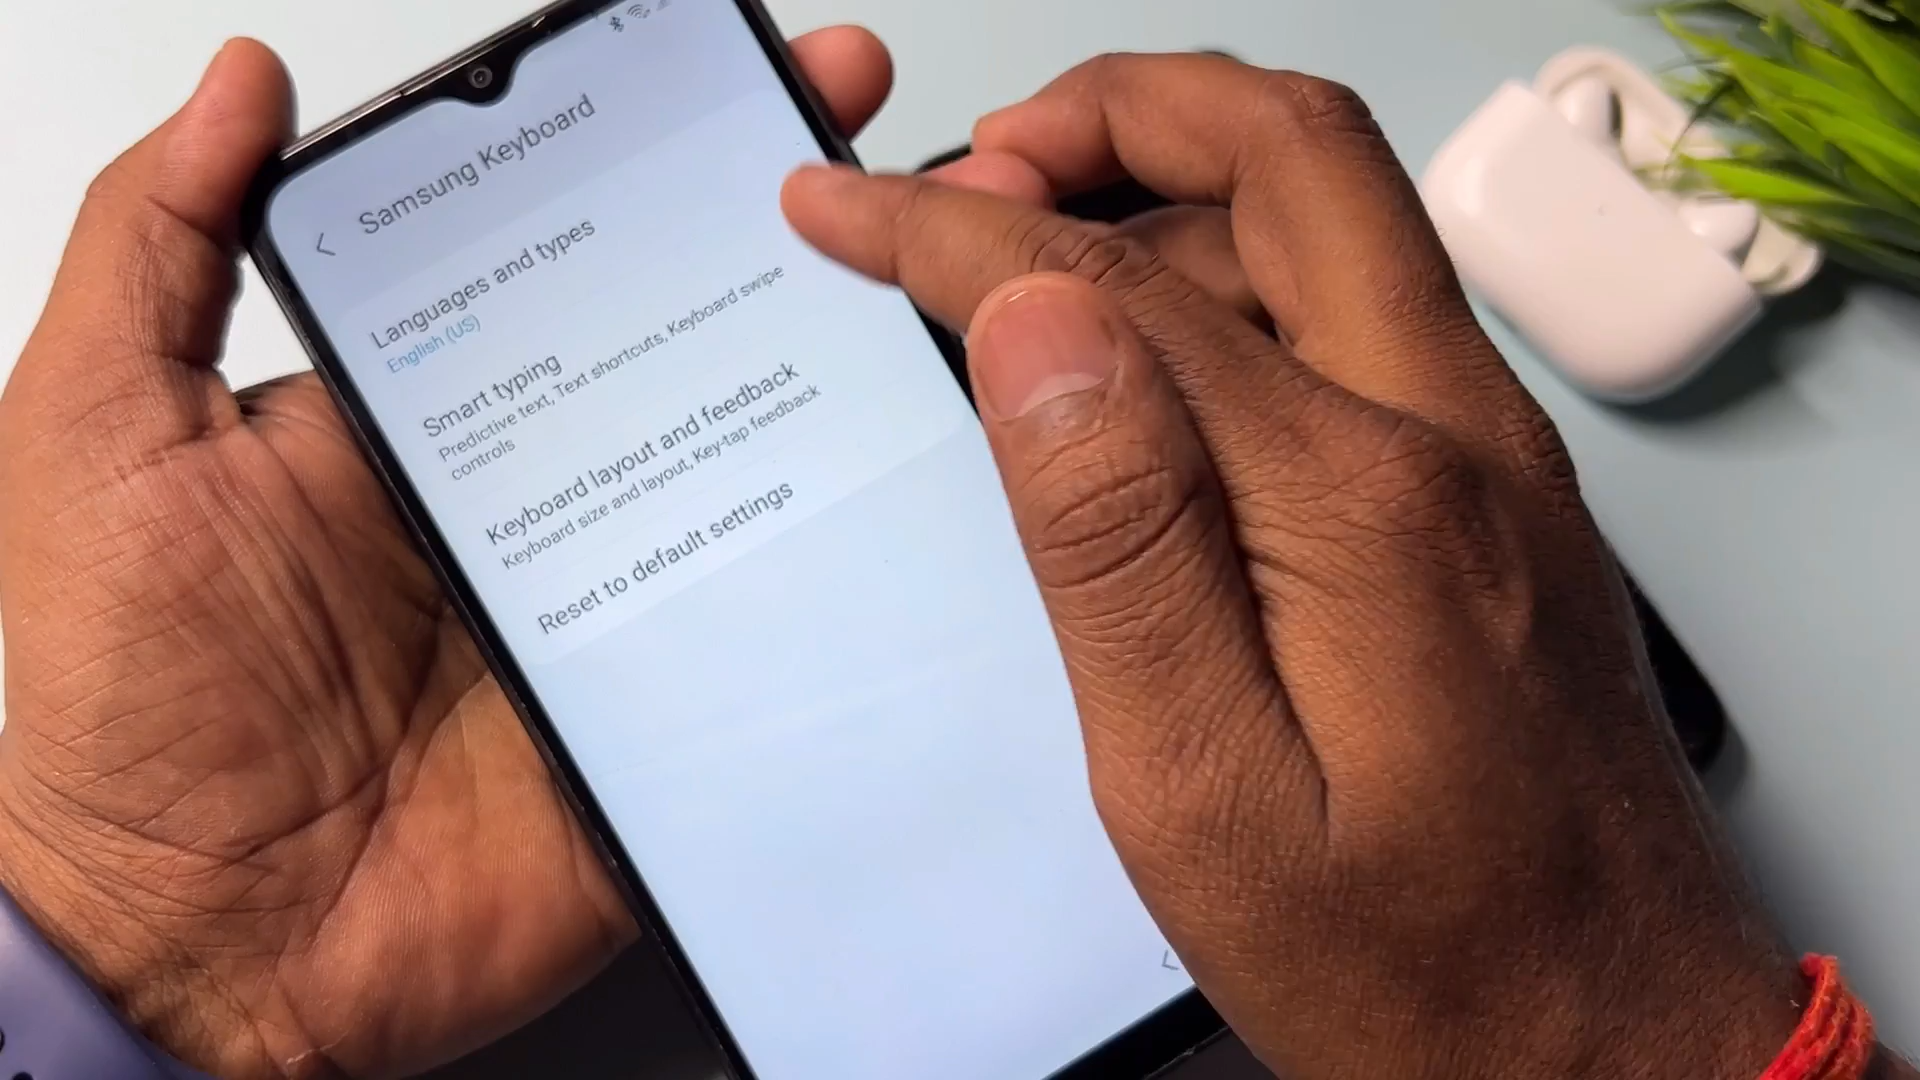 Samsung Keyboard
Languages and types
English (US)
Smart typing
Predictive text, Text shortcuts, Keyboard swipe
controls
Keyboard layout and feedback
Keyboard size and layout, Key-tap feedback
Reset to default settings